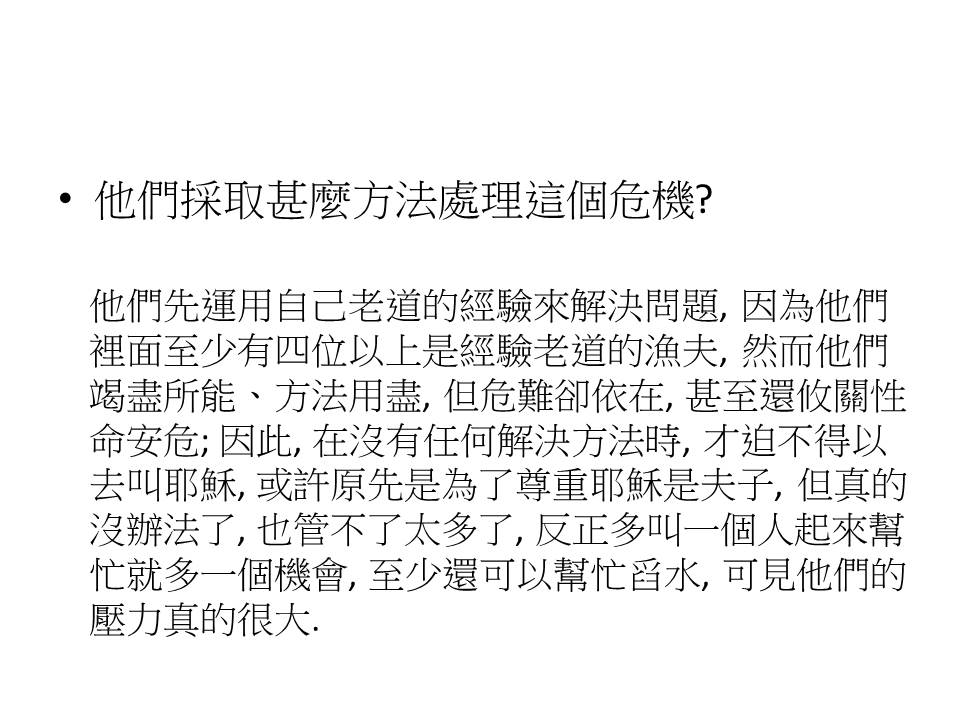 • 他們採取甚麼方法處理這個危機?
他們先運用自己老道的經驗來解決問題, 因為他們
裡面至少有四位以上是經驗老道的漁夫, 然而他們
竭盡所能、方法用盡, 但危難卻依在, 甚至還攸關性
命安危; 因此, 在沒有任何解決方法時, 才迫不得以
去叫耶穌, 或許原先是為了尊重耶穌是夫子, 但真的
沒辦法了, 也管不了太多了, 反正多叫一個人起來幫
忙就多一個機會, 至少還可以幫忙舀水, 可見他們的
壓力真的很大.